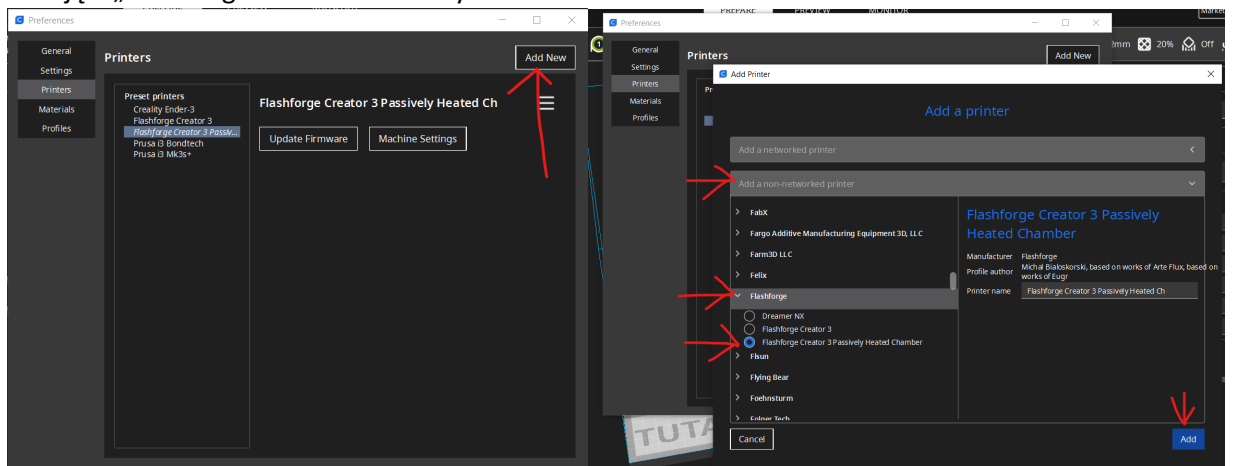 Preferences
General
Settings
Printers
Materials
Profiles
Printers
Add New
Preset printers
Creality Ender-3
Flashforge Creator 3
Flashforge Creator 3 Passiv...
Prusa i3 Bondtech
Prusa i3 Mk3s+
Flashforge Creator 3 Passively Heated Ch
Update Firmware
Machine Settings
PREPARE
PREVIEW
MONITOR
Preferences
20%
Off
General
Settings
Printers
Materials
Profiles
Printers
Add New
Add Printer
Add a printer
Add a networked printer
Add a non-networked printer
FabX
Fargo Additive Manufacturing Equipment 3D, LLC
Farm3D LLC
Felix
Flashforge
Dreamer NX
Flashforge Creator 3
Flashforge Creator 3 Passively Heated Chamber
Flsun
Flying Bear
Foehnsturm
Folger Tech
Flashforge Creator 3 Passively
Heated Chamber
Manufacturer Flashforge
Profile author Michal Bialoskorski, based on works of Arte Flux, based on
works of Eugr
Printer name Flashforge Creator 3 Passively Heated Ch
Cancel
Add